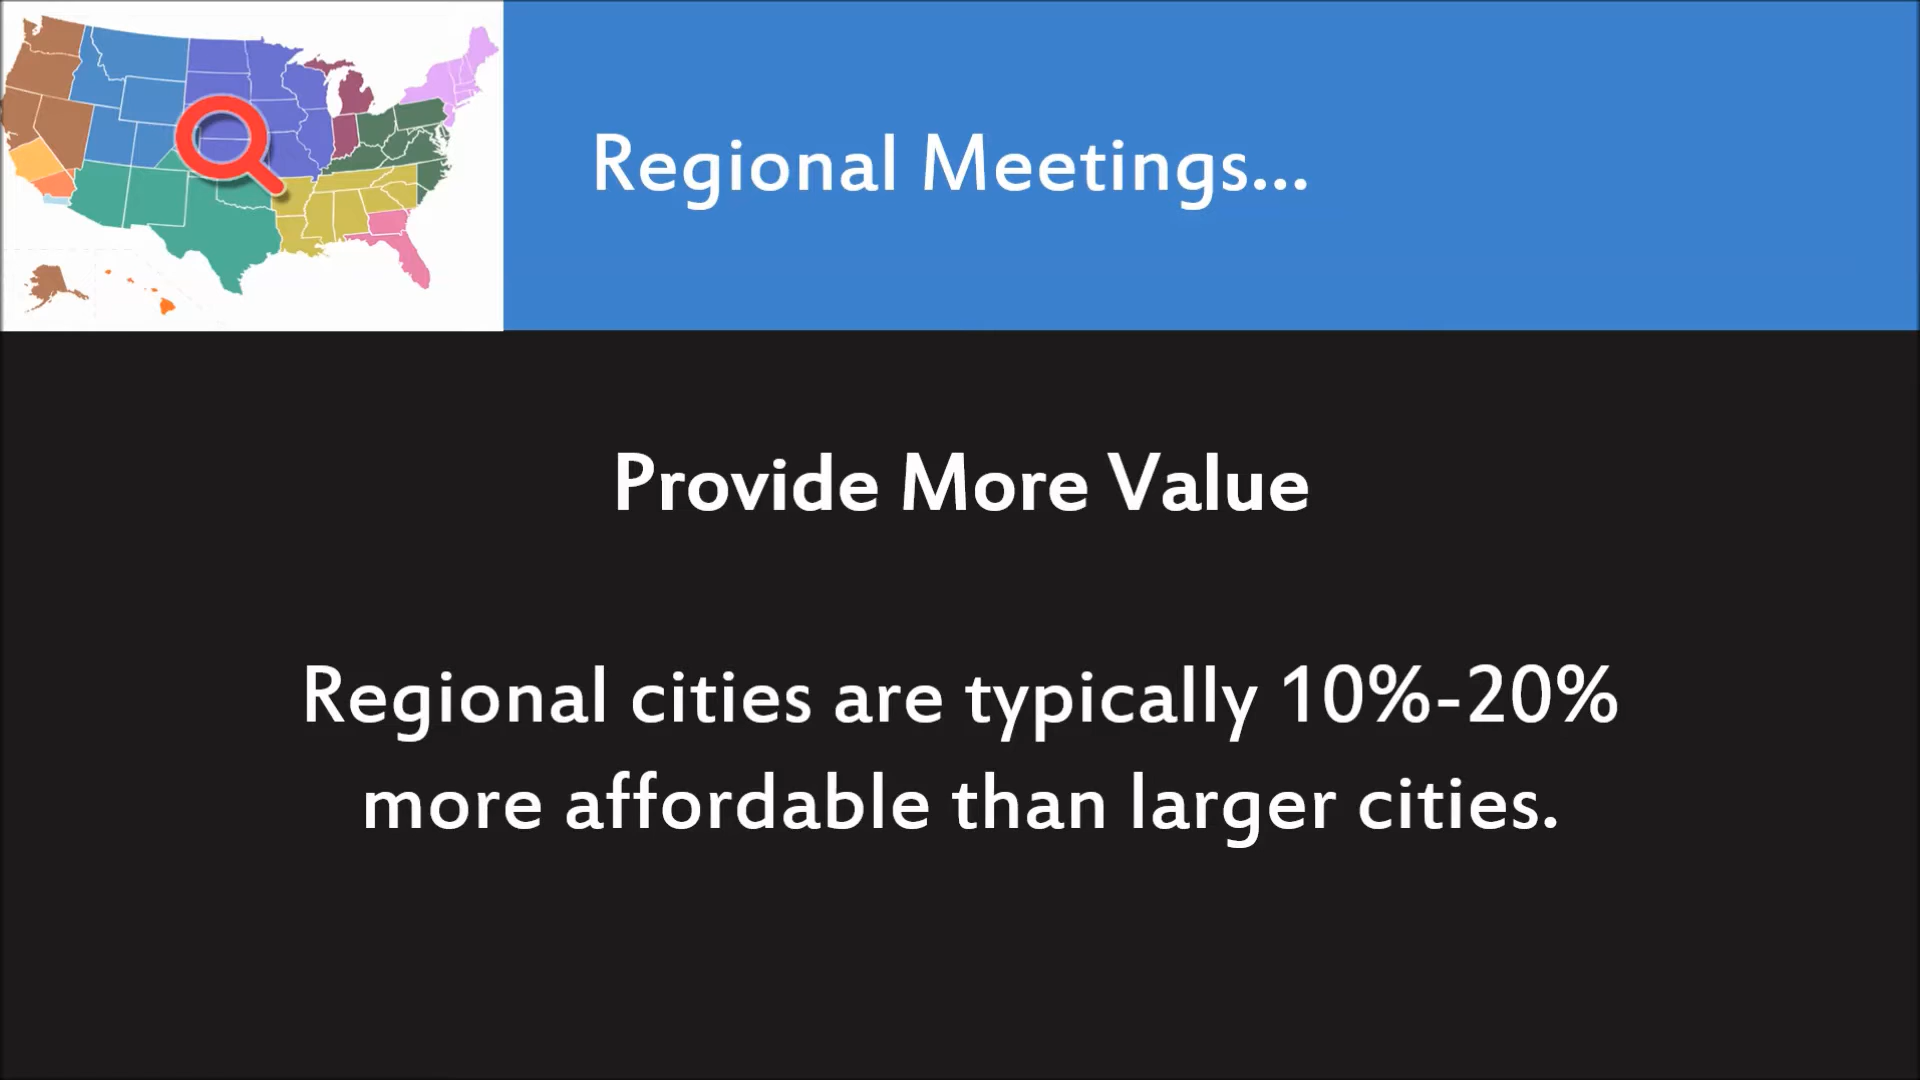 Regional Meetings...
Provide More Value
Regional cities are typically 10%-20%
more affordable than larger cities.